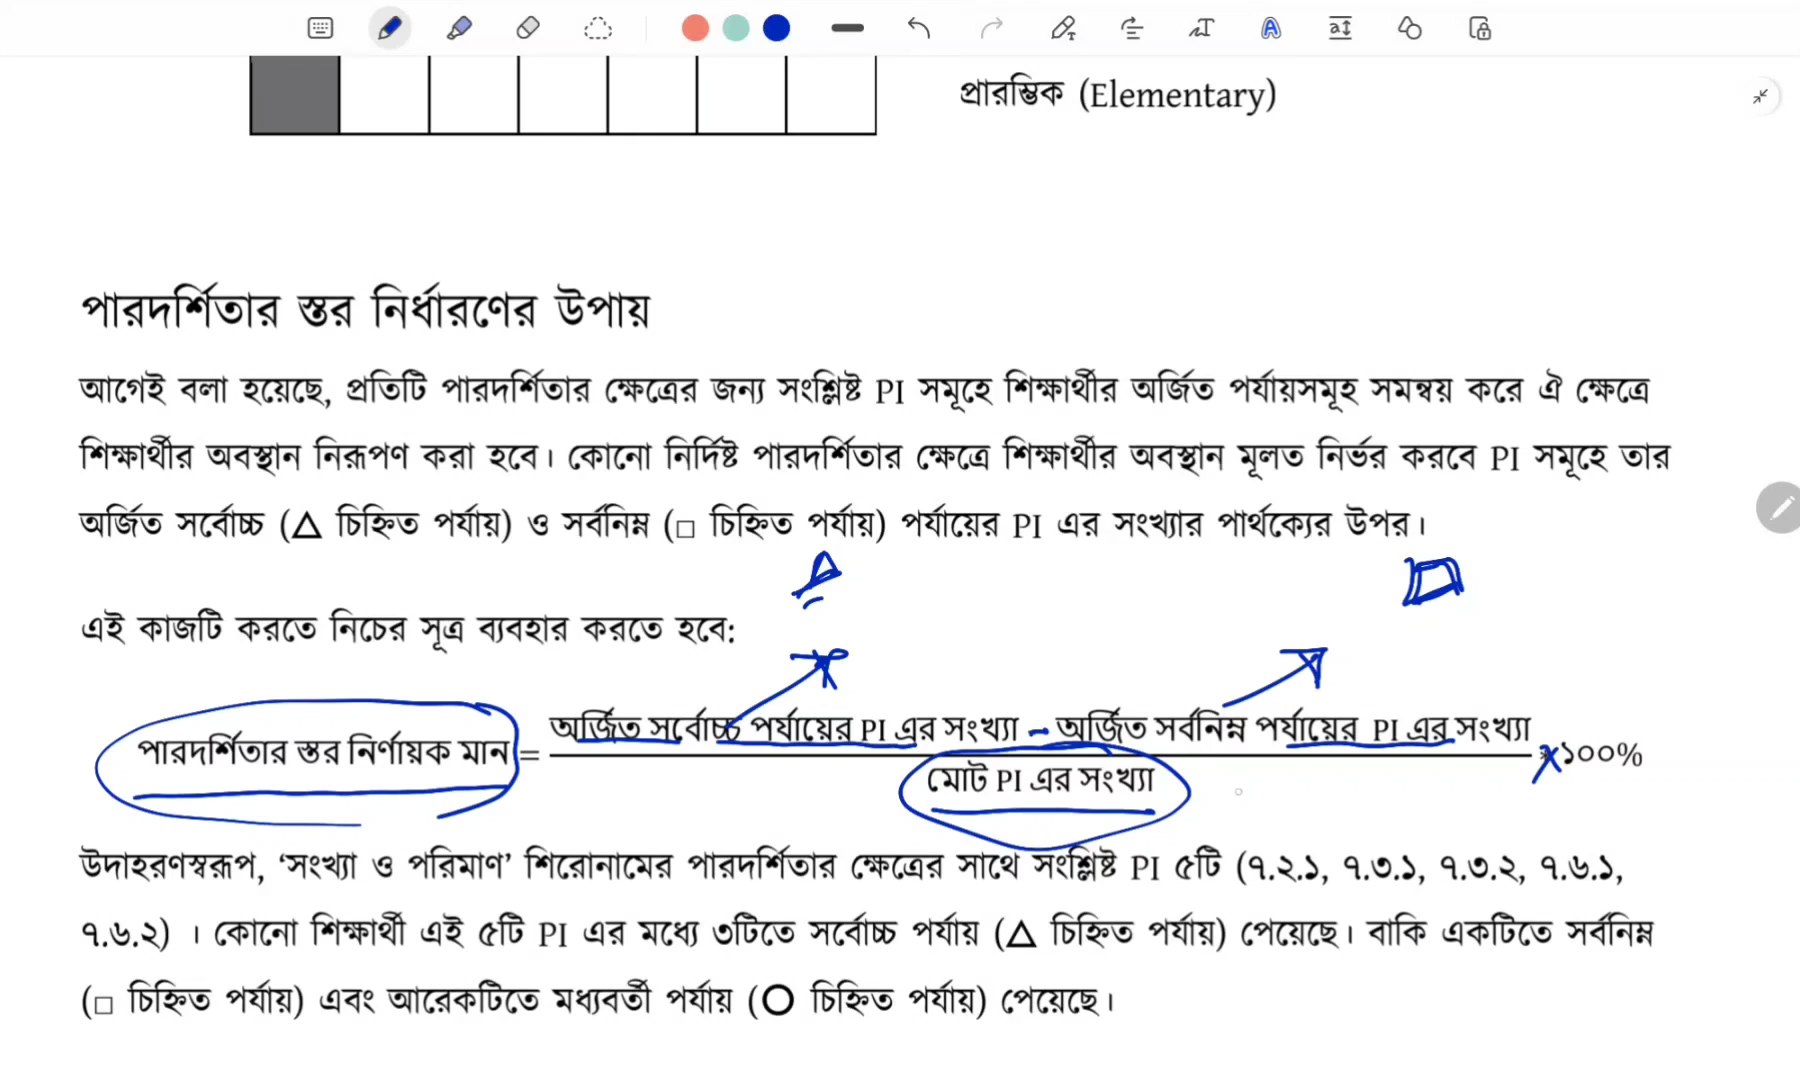 প্রারম্ভিক (Elementary)
পারদর্শিতার স্তর নির্ধারণের উপায়
আগেই বলা হয়েছে, প্রতিটি পারদর্শিতার ক্ষেত্রের জন্য সংশ্লিষ্ট PI সমূহে শিক্ষার্থীর অর্জিত পর্যায়সমূহ সমন্বয় করে ঐ ক্ষেত্রে
শিক্ষার্থীর অবস্থান নিরূপণ করা হবে। কোনো নির্দিষ্ট পারদর্শিতার ক্ষেত্রে শিক্ষার্থীর অবস্থান মূলত নির্ভর করবে PI সমূহে তার
অর্জিত সর্বোচ্চ (△ চিহ্নিত পর্যায়) ও সর্বনিম্ন (□ চিহ্নিত পর্যায়) পর্যায়ের PI এর সংখ্যার পার্থক্যের উপর।
এই কাজটি করতে নিচের সূত্র ব্যবহার করতে হবে:
অর্জিত সর্বোচ্চ পর্যায়ের PI এর সংখ্যা - অর্জিত সর্বনিম্ন পর্যায়ের PI এর সংখ্যা
পারদর্শিতার স্তর নির্ণায়ক মান = × ১০০%
মোট PI এর সংখ্যা
উদাহরণস্বরূপ, ‘সংখ্যা ও পরিমাণ’ শিরোনামের পারদর্শিতার ক্ষেত্রের সাথে সংশ্লিষ্ট PI ৫টি (৭.২.১, ৭.৩.১, ৭.৩.২, ৭.৬.১,
৭.৬.২) । কোনো শিক্ষার্থী এই ৫টি PI এর মধ্যে ৩টিতে সর্বোচ্চ পর্যায় (△ চিহ্নিত পর্যায়) পেয়েছে। বাকি একটিতে সর্বনিম্ন
(□ চিহ্নিত পর্যায়) এবং আরেকটিতে মধ্যবর্তী পর্যায় (○ চিহ্নিত পর্যায়) পেয়েছে।